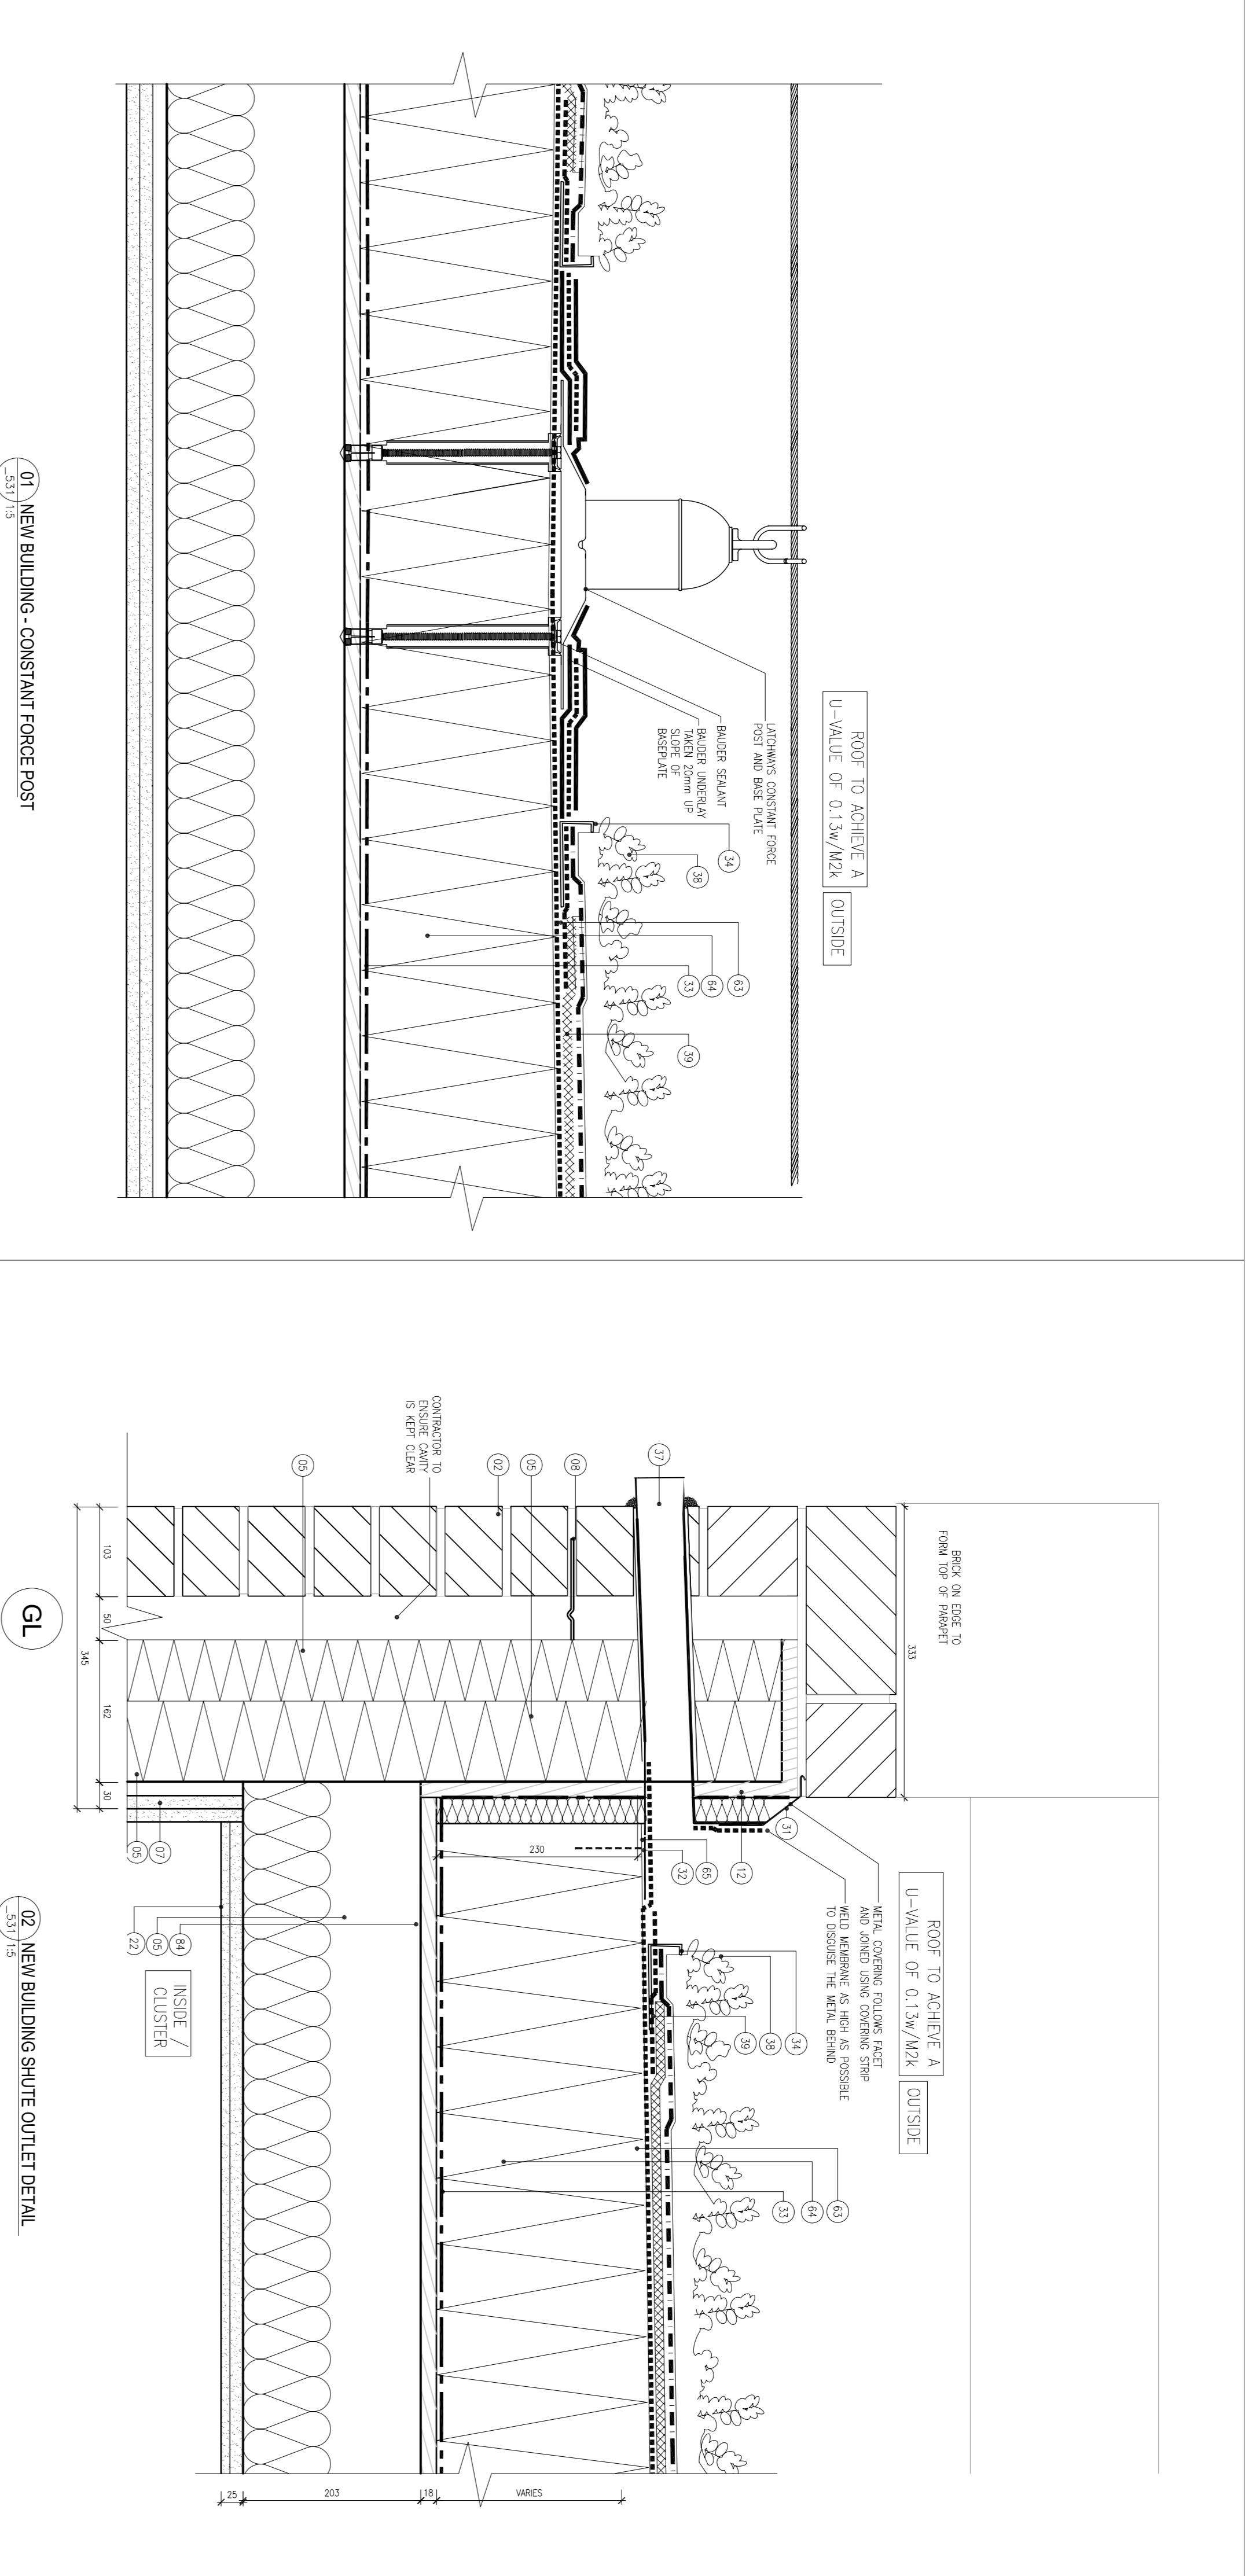 ROOF TO ACHIEVE A
U-VALUE OF 0.13w/M2k
OUTSIDE
LATCHWAYS CONSTANT FORCE
POST AND BASE PLATE
BAUDER SEALANT
BAUDER UNDERLAY
TAKEN 20mm UP
SLOPE OF
BASEPLATE
34
38
63
64
33
39
01 NEW BUILDING - CONSTANT FORCE POST
_531 1:5
BRICK ON EDGE TO
FORM TOP OF PARAPET
333
ROOF TO ACHIEVE A
U-VALUE OF 0.13w/M2k
OUTSIDE
METAL COVERING FOLLOWS FACET
AND JOINED USING COVERING STRIP
WELD MEMBRANE AS HIGH AS POSSIBLE
TO DISGUISE THE METAL BEHIND
31
12
65
32
34
38
39
63
64
33
37
08
05
02
05
CONTRACTOR TO
ENSURE CAVITY
IS KEPT CLEAR
230
VARIES
18
203
25
84
05
22
INSIDE /
CLUSTER
07
05
103
50
162
30
345
GL
02 NEW BUILDING SHUTE OUTLET DETAIL
_531 1:5